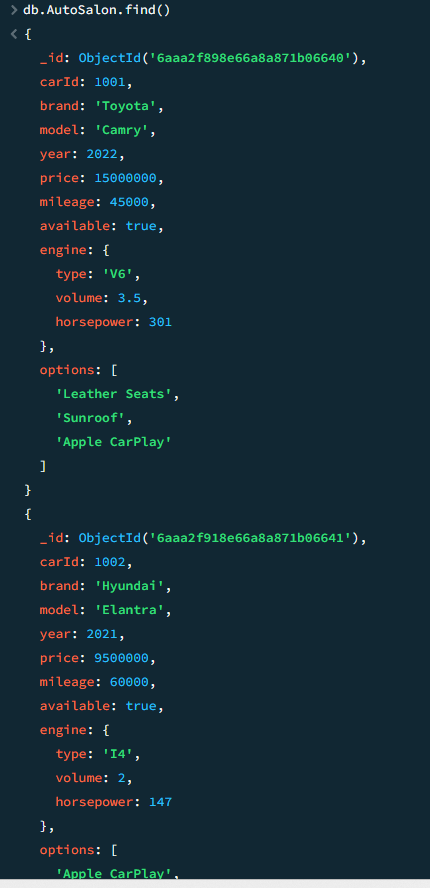 > db.AutoSalon.find()
< {
_id: ObjectId('6aaa2f898e66a8a871b06640'),
carId: 1001,
brand: 'Toyota',
model: 'Camry',
year: 2022,
price: 15000000,
mileage: 45000,
available: true,
engine: {
type: 'V6',
volume: 3.5,
horsepower: 301
},
options: [
'Leather Seats',
'Sunroof',
'Apple CarPlay'
]
}
{
_id: ObjectId('6aaa2f918e66a8a871b06641'),
carId: 1002,
brand: 'Hyundai',
model: 'Elantra',
year: 2021,
price: 9500000,
mileage: 60000,
available: true,
engine: {
type: 'I4',
volume: 2,
horsepower: 147
},
options: [
'Apple CarPlay',